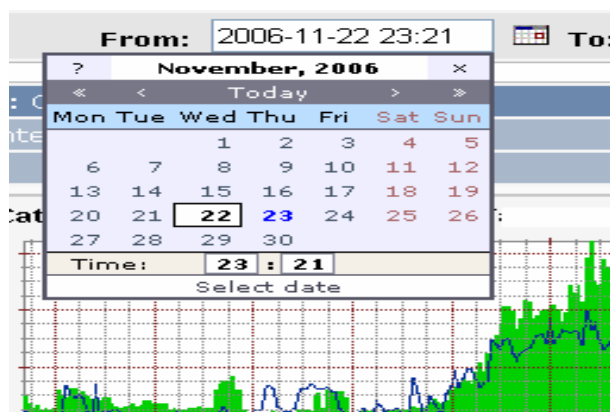 From: 2006-11-22 23:21 To:
? November, 2006 ×
« ‹ Today › »
Mon Tue Wed Thu Fri Sat Sun
1 2 3 4 5
6 7 8 9 10 11 12
13 14 15 16 17 18 19
20 21 22 23 24 25 26
27 28 29 30
Time: 23 : 21
Select date